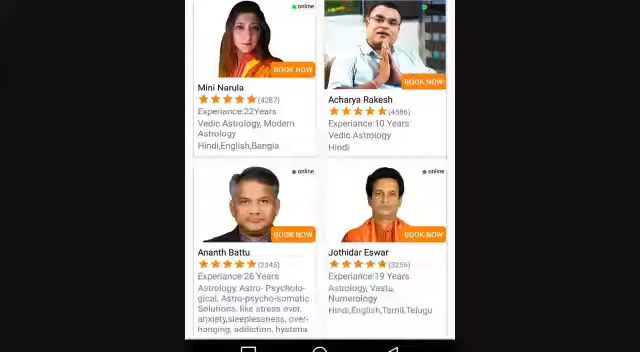 online
BOOK NOW
Mini Narula
(4287)
Experiance:22Years
Vedic Astrology, Modern
Astrology
Hindi,English,Bangla
BOOK NOW
Acharya Rakesh
(4586)
Experiance:10 Years
Vedic Astrology
Hindi
online
BOOK NOW
Ananth Battu
(2345)
Experiance:26 Years
Astrology, Astro- Psycholo-
gical, Astro-psycho-somatic
Solutions, like stress over,
anxiety,sleeplessness, over-
hanging, addiction, hysteria
online
BOOK NOW
Jothidar Eswar
(3256)
Experiance:19 Years
Astrology, Vastu,
Numerology
Hindi,English,Tamil,Telugu